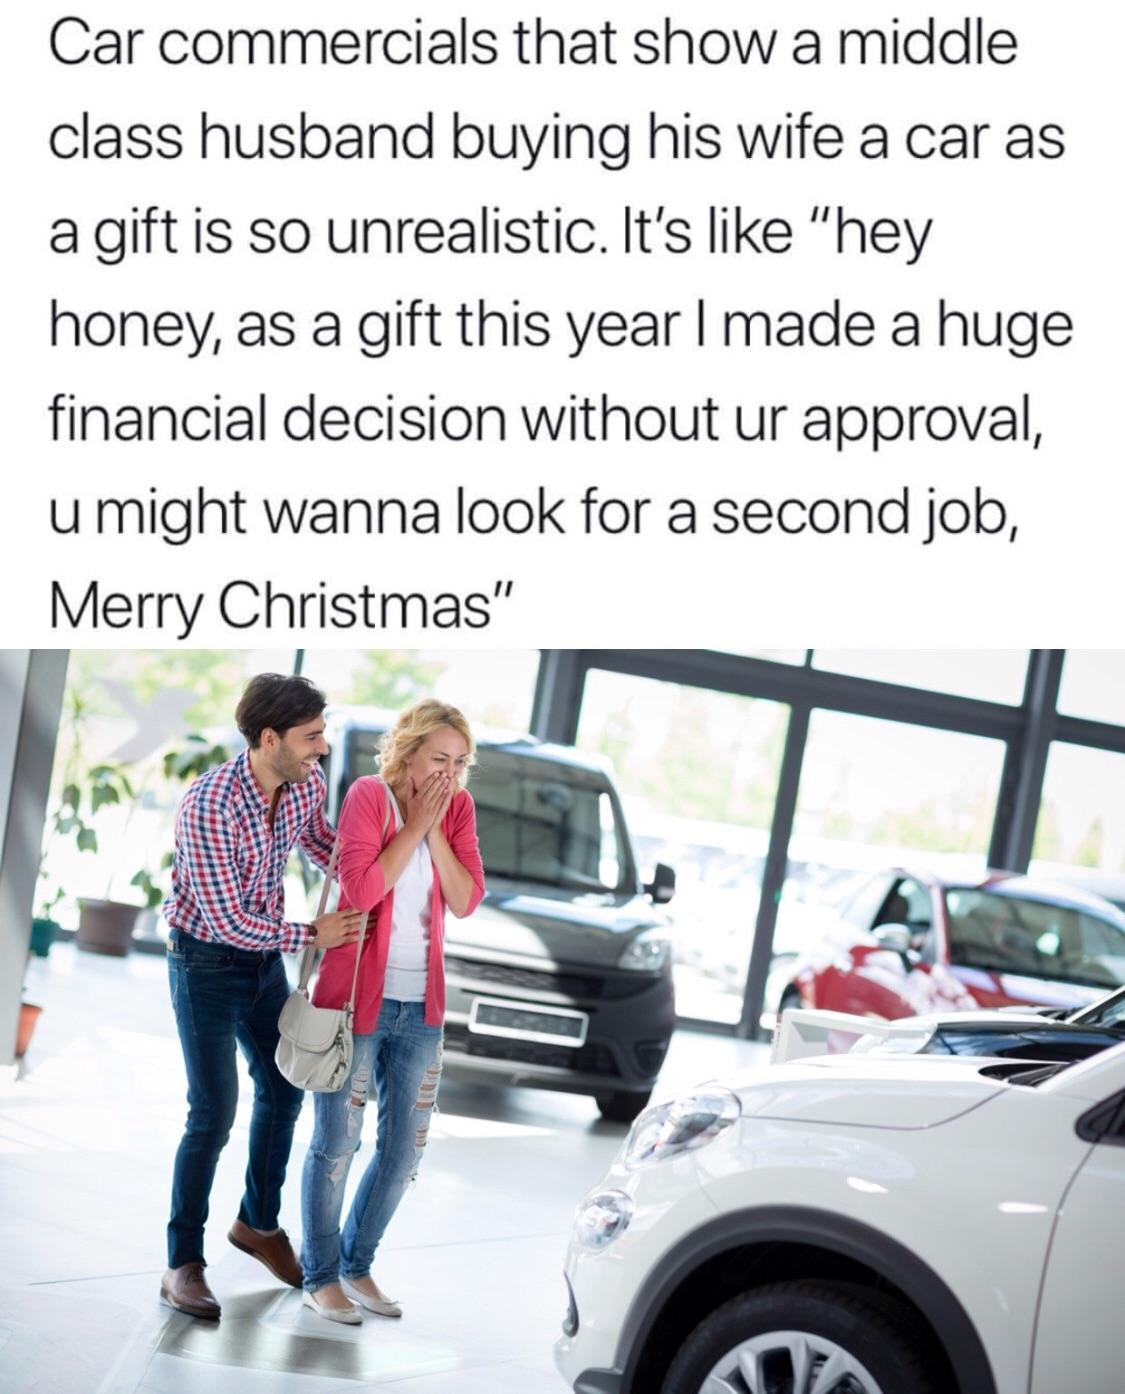 Car commercials that show a middle
class husband buying his wife a car as
a gift is so unrealistic. It’s like “hey
honey, as a gift this year I made a huge
financial decision without ur approval,
u might wanna look for a second job,
Merry Christmas”